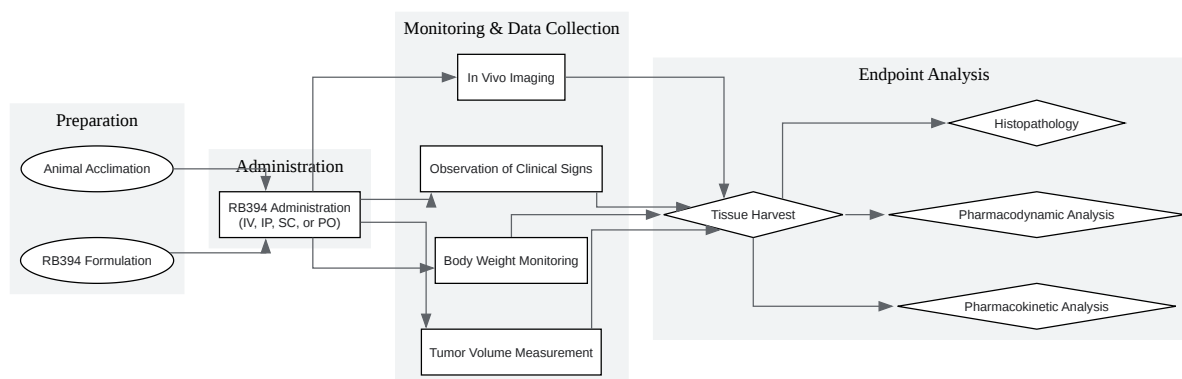 Preparation
Animal Acclimation
RB394 Formulation
Administration
RB394 Administration
(IV, IP, SC, or PO)
Monitoring & Data Collection
In Vivo Imaging
Observation of Clinical Signs
Body Weight Monitoring
Tumor Volume Measurement
Endpoint Analysis
Tissue Harvest
Histopathology
Pharmacodynamic Analysis
Pharmacokinetic Analysis